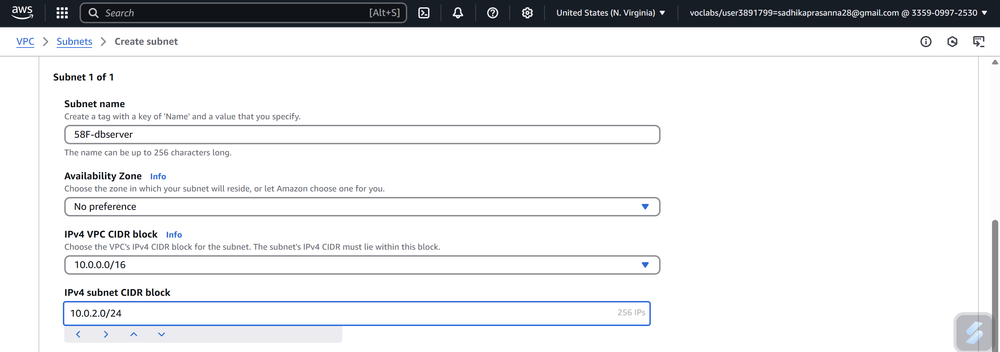 aws
Search [Alt+S]
United States (N. Virginia)
voclabs/user3891799=sadhikaprasanna28@gmail.com @ 3359-0997-2530
VPC
Subnets
Create subnet
Subnet 1 of 1
Subnet name
Create a tag with a key of 'Name' and a value that you specify.
58F-dbserver
The name can be up to 256 characters long.
Availability Zone Info
Choose the zone in which your subnet will reside, or let Amazon choose one for you.
No preference
IPv4 VPC CIDR block Info
Choose the VPC's IPv4 CIDR block for the subnet. The subnet's IPv4 CIDR must lie within this block.
10.0.0.0/16
IPv4 subnet CIDR block
10.0.2.0/24 256 IPs